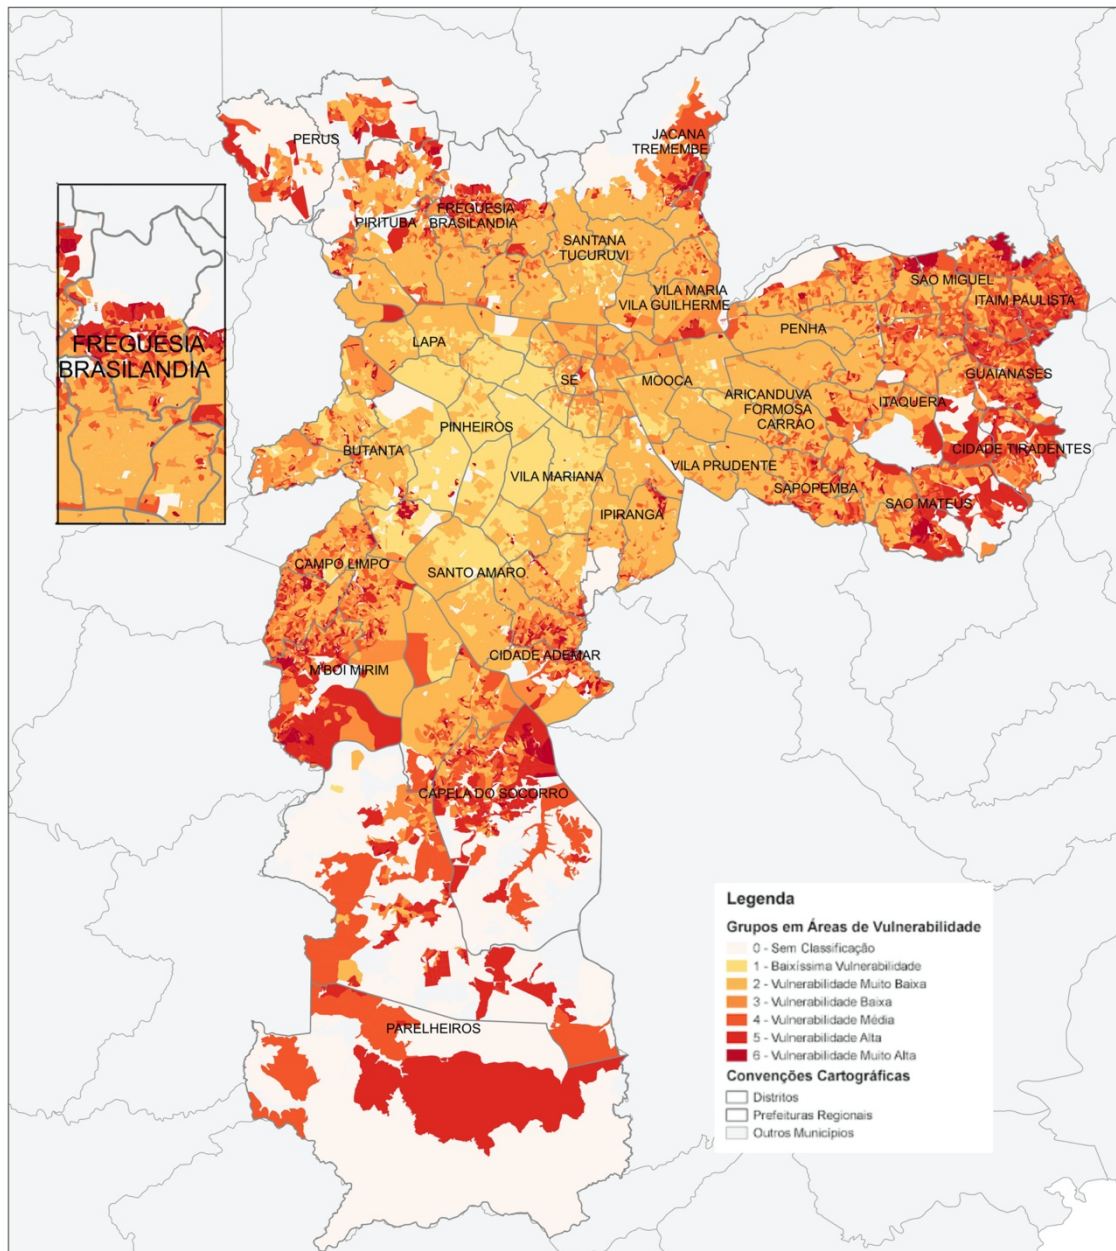 PERUS
JACANA
TREMEMBE
FREGUESIA
BRASILANDIA
PIRITUBA
SANTANA
TUCURUVI
SAO MIGUEL
VILA MARIA
VILA GUILHERME
ITAIM PAULISTA
PENHA
FREGUESIA
BRASILANDIA
LAPA
SE
MOOCA
GUAIANASES
ARICANDUVA
FORMOSA
CARRAO
ITAQUERA
PINHEIROS
BUTANTA
CIDADE TIRADENTES
VILA MARIANA
VILA PRUDENTE
SAPOPEMBA
SAO MATEUS
IPIRANGA
CAMPO LIMPO
SANTO AMARO
CIDADE ADEMAR
M'BOI MIRIM
CAPELA DO SOCORRO
PARELHEIROS
Legenda
Grupos em Áreas de Vulnerabilidade
0 - Sem Classificação
1 - Baixíssima Vulnerabilidade
2 - Vulnerabilidade Muito Baixa
3 - Vulnerabilidade Baixa
4 - Vulnerabilidade Média
5 - Vulnerabilidade Alta
6 - Vulnerabilidade Muito Alta
Convenções Cartográficas
Distritos
Prefeituras Regionais
Outros Municípios